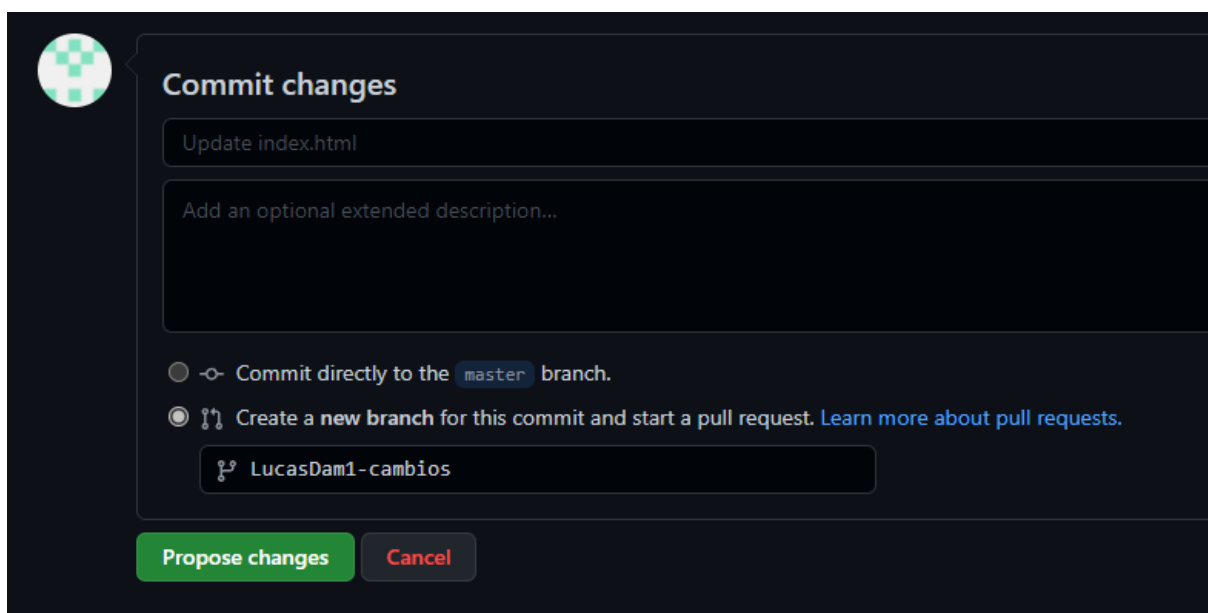 Commit changes
Update index.html
Add an optional extended description...
Commit directly to the master branch.
Create a new branch for this commit and start a pull request. Learn more about pull requests.
LucasDam1-cambios
Propose changes Cancel